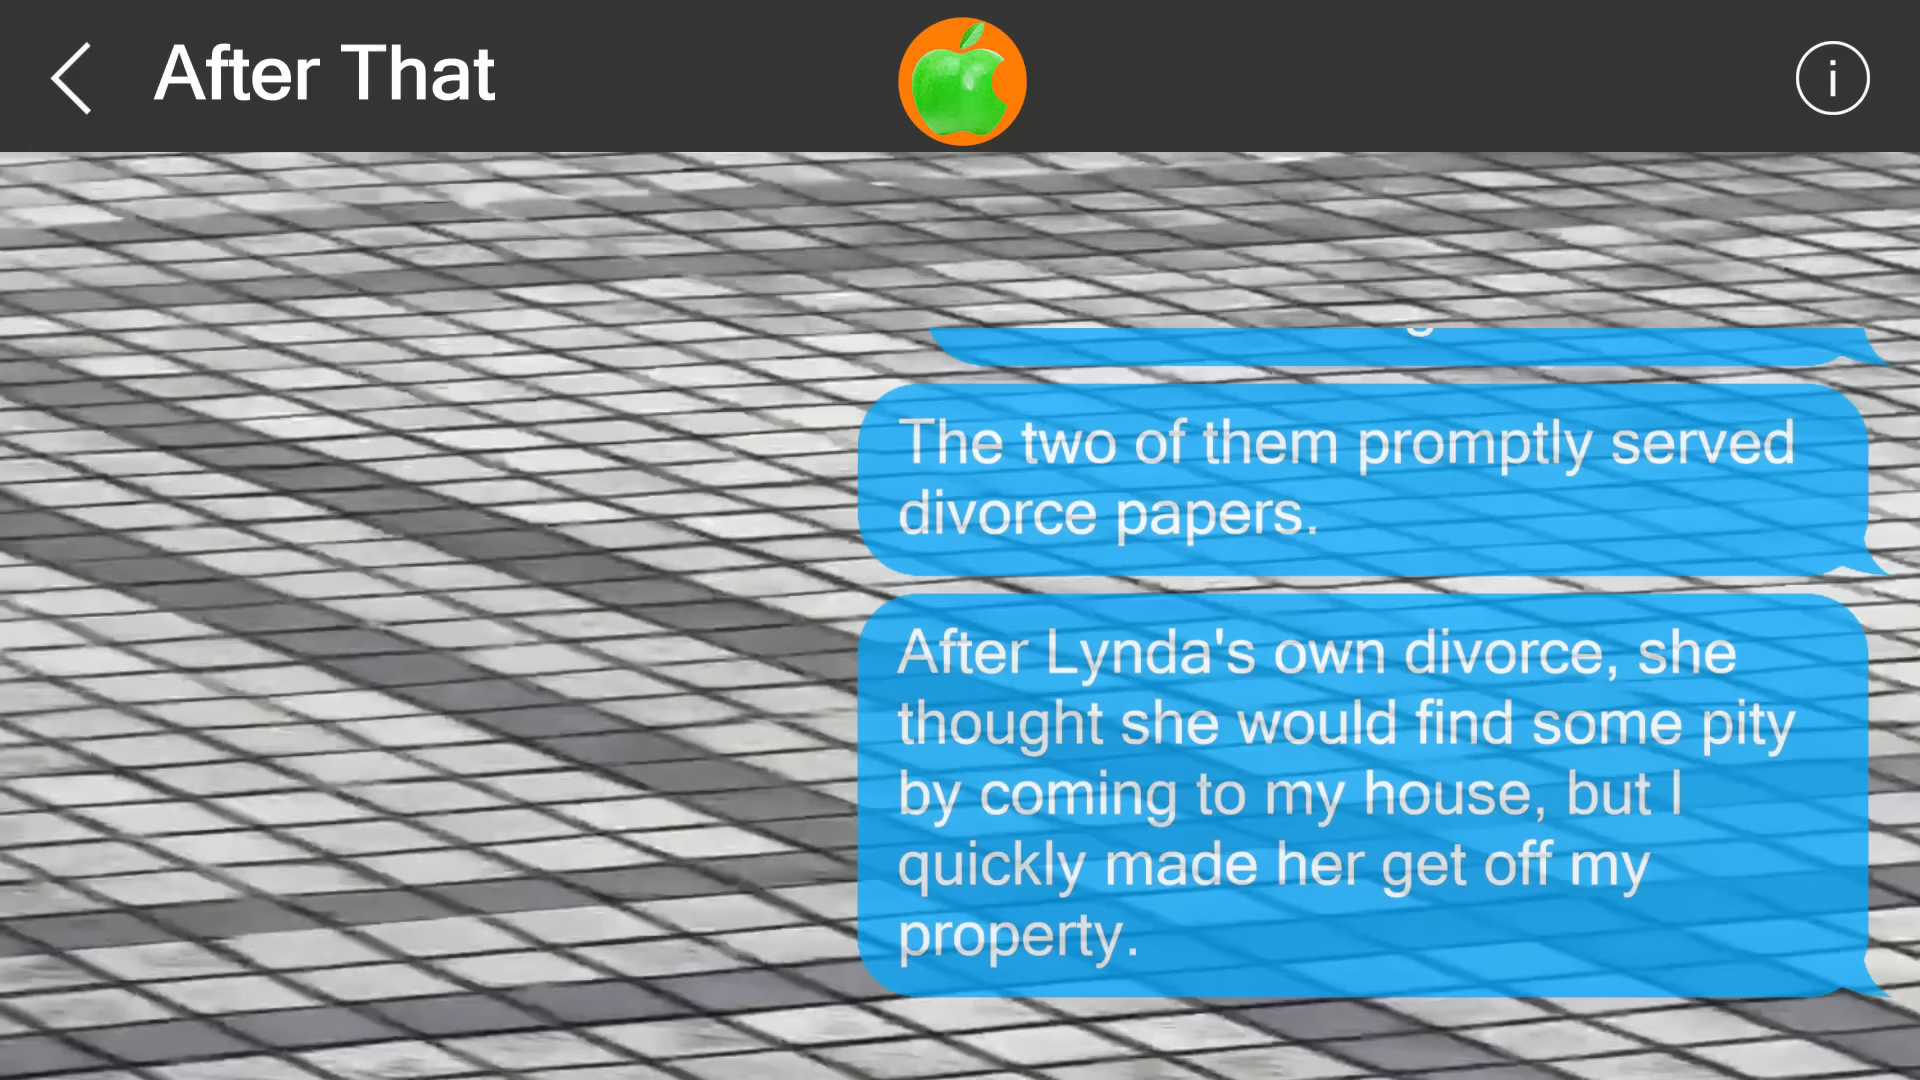 After That
i
The two of them promptly served
divorce papers.
After Lynda's own divorce, she
thought she would find some pity
by coming to my house, but I
quickly made her get off my
property.